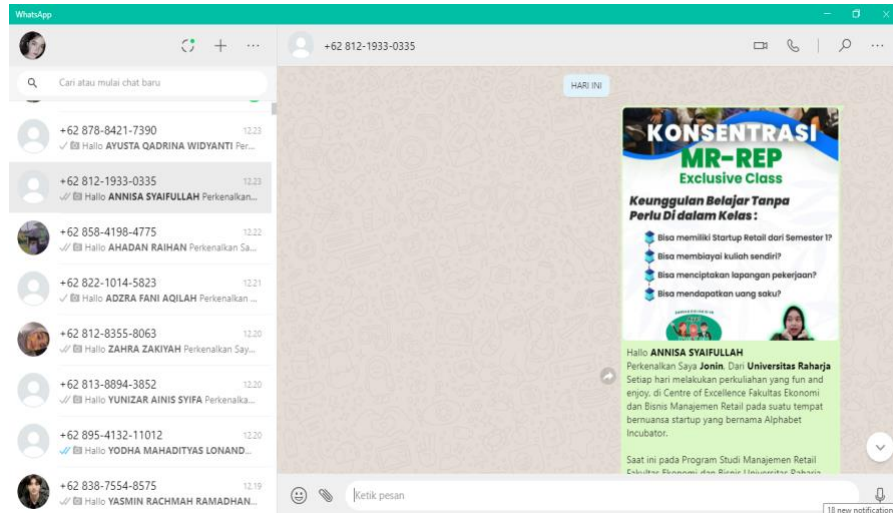 WhatsApp
Cari atau mulai chat baru
+62 878-8421-7390 12.23
Hallo AYUSTA QADRINA WIDYANTI Per...
+62 812-1933-0335 12.23
Hallo ANNISA SYAIFULLAH Perkenalkan...
+62 858-4198-4775 12.22
Hallo AHADAN RAIHAN Perkenalkan Sa...
+62 822-1014-5823 12.21
Hallo ADZRA FANI AQILAH Perkenalkan ...
+62 812-8355-8063 12.20
Hallo ZAHRA ZAKIYAH Perkenalkan Say...
+62 813-8894-3852 12.20
Hallo YUNIZAR AINIS SYIFA Perkenalka...
+62 895-4132-11012 12.20
Hallo YODHA MAHADITYAS LONAND...
+62 838-7554-8575 12.19
Hallo YASMIN RACHMAH RAMADHAN...
+62 812-1933-0335
HARI INI
KONSENTRASI
MR-REP
Exclusive Class
Keunggulan Belajar Tanpa
Perlu Di dalam Kelas :
Bisa memiliki Startup Retail dari Semester 1?
Bisa membiayai kuliah sendiri?
Bisa menciptakan lapangan pekerjaan?
Bisa mendapatkan uang saku?
Hallo ANNISA SYAIFULLAH
Perkenalkan Saya Jonin, Dari Universitas Raharja
Setiap hari melakukan perkuliahan yang fun and
enjoy, di Centre of Excellence Fakultas Ekonomi
dan Bisnis Manajemen Retail pada suatu tempat
bernuansa startup yang bernama Alphabet
Incubator.
Saat ini pada Program Studi Manajemen Retail
Fakultas Ekonomi dan Bisnis Universitas Raharja
Ketik pesan
18 new notification